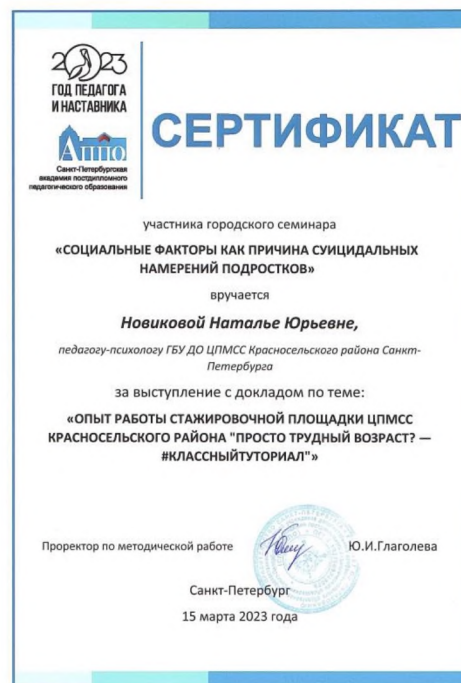 2023
ГОД ПЕДАГОГА
И НАСТАВНИКА
АППО
Санкт-Петербургская
академия постдипломного
педагогического образования
СЕРТИФИКАТ
участника городского семинара
«СОЦИАЛЬНЫЕ ФАКТОРЫ КАК ПРИЧИНА СУИЦИДАЛЬНЫХ
НАМЕРЕНИЙ ПОДРОСТКОВ»
вручается
Новиковой Наталье Юрьевне,
педагогу-психологу ГБУ ДО ЦПМСС Красносельского района Санкт-
Петербурга
за выступление с докладом по теме:
«ОПЫТ РАБОТЫ СТАЖИРОВОЧНОЙ ПЛОЩАДКИ ЦПМСС
КРАСНОСЕЛЬСКОГО РАЙОНА "ПРОСТО ТРУДНЫЙ ВОЗРАСТ? —
#КЛАССНЫЙТУТОРИАЛ"»
Проректор по методической работе Ю.И.Глаголева
Санкт-Петербург
15 марта 2023 года